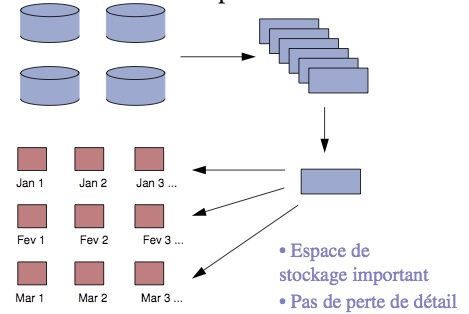 Jan 1 Jan 2 Jan 3 ...
Fev 1 Fev 2 Fev 3 ...
Mar 1 Mar 2 Mar 3 ...
• Espace de
stockage important
• Pas de perte de détail